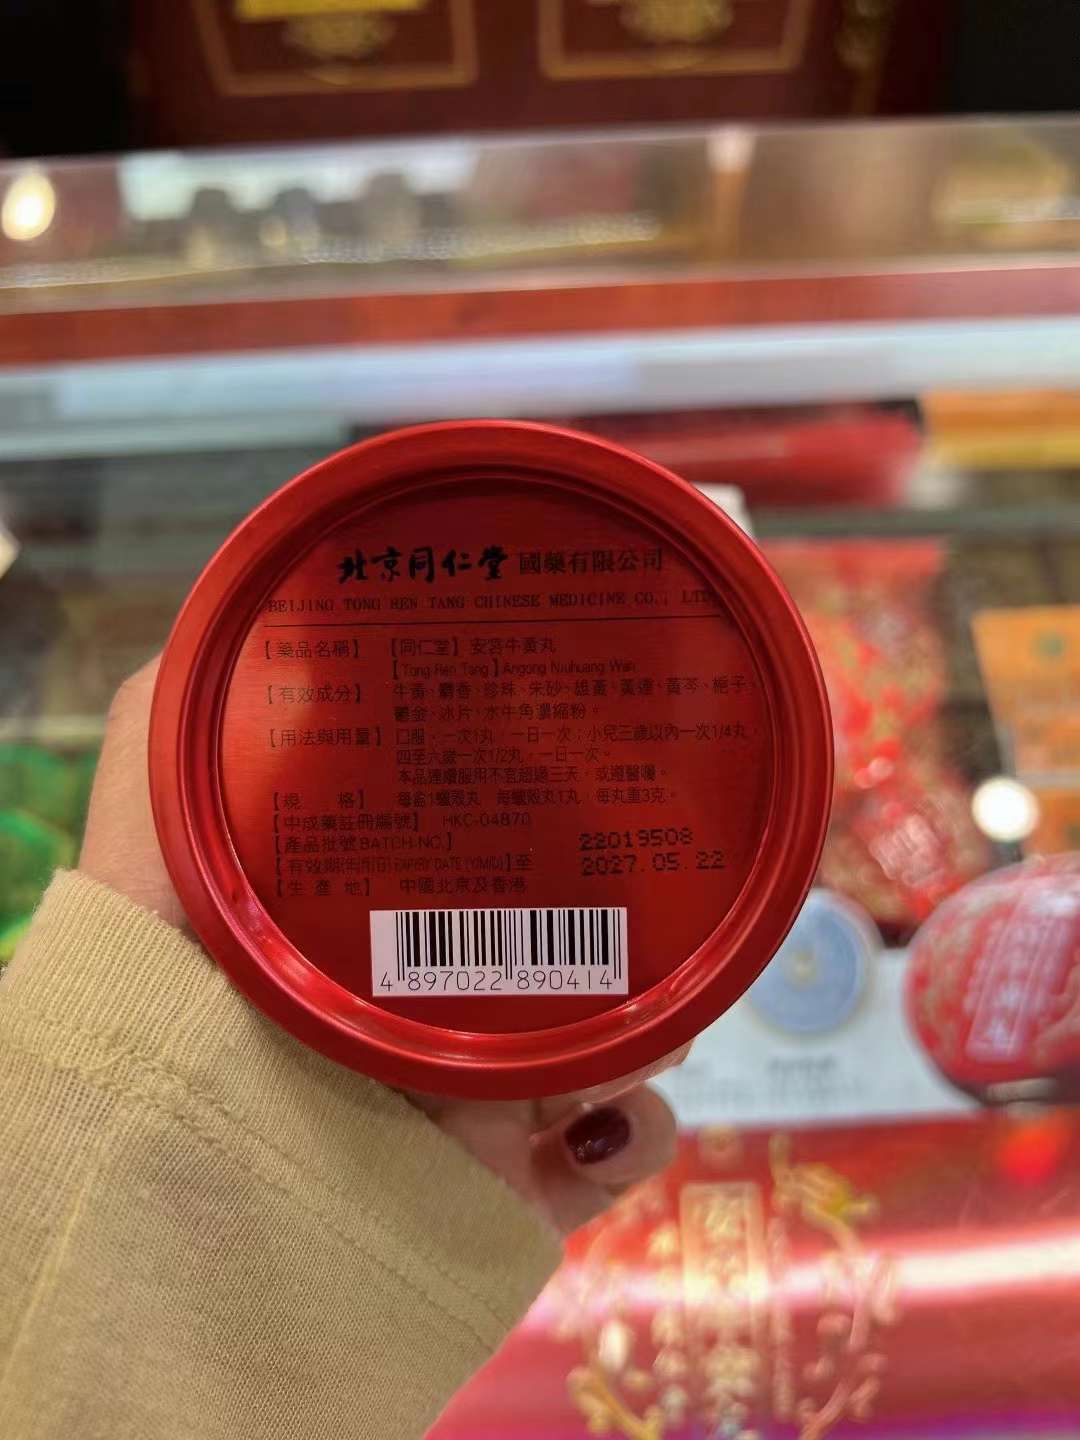 北京同仁堂 國藥有限公司
BEIJING TONG REN TANG CHINESE MEDICINE CO., LTD.
【藥品名稱】 【同仁堂】安宮牛黃丸
【Tong Ren Tang】Angong Niuhuang Wan
【有效成分】 牛黃、麝香、珍珠、朱砂、雄黃、黃連、黃芩、梔子、
鬱金、冰片、水牛角濃縮粉。
【用法與用量】 口服。一次1丸，一日一次；小兒三歲以內一次1/4丸，
四至六歲一次1/2丸，一日一次。
本品連續服用不宜超過三天，或遵醫囑。
【規 格】 每盒1蠟殼丸 每蠟殼丸1丸 每丸重3克。
【中成藥註冊編號】 HKC-04870
【產品批號BATCH NO.】 22019508
【有效期(年月日) EXPIRY DATE (Y/M/D)】至 2027.05.22
【生 產 地】 中國北京及香港
4 897022 890414